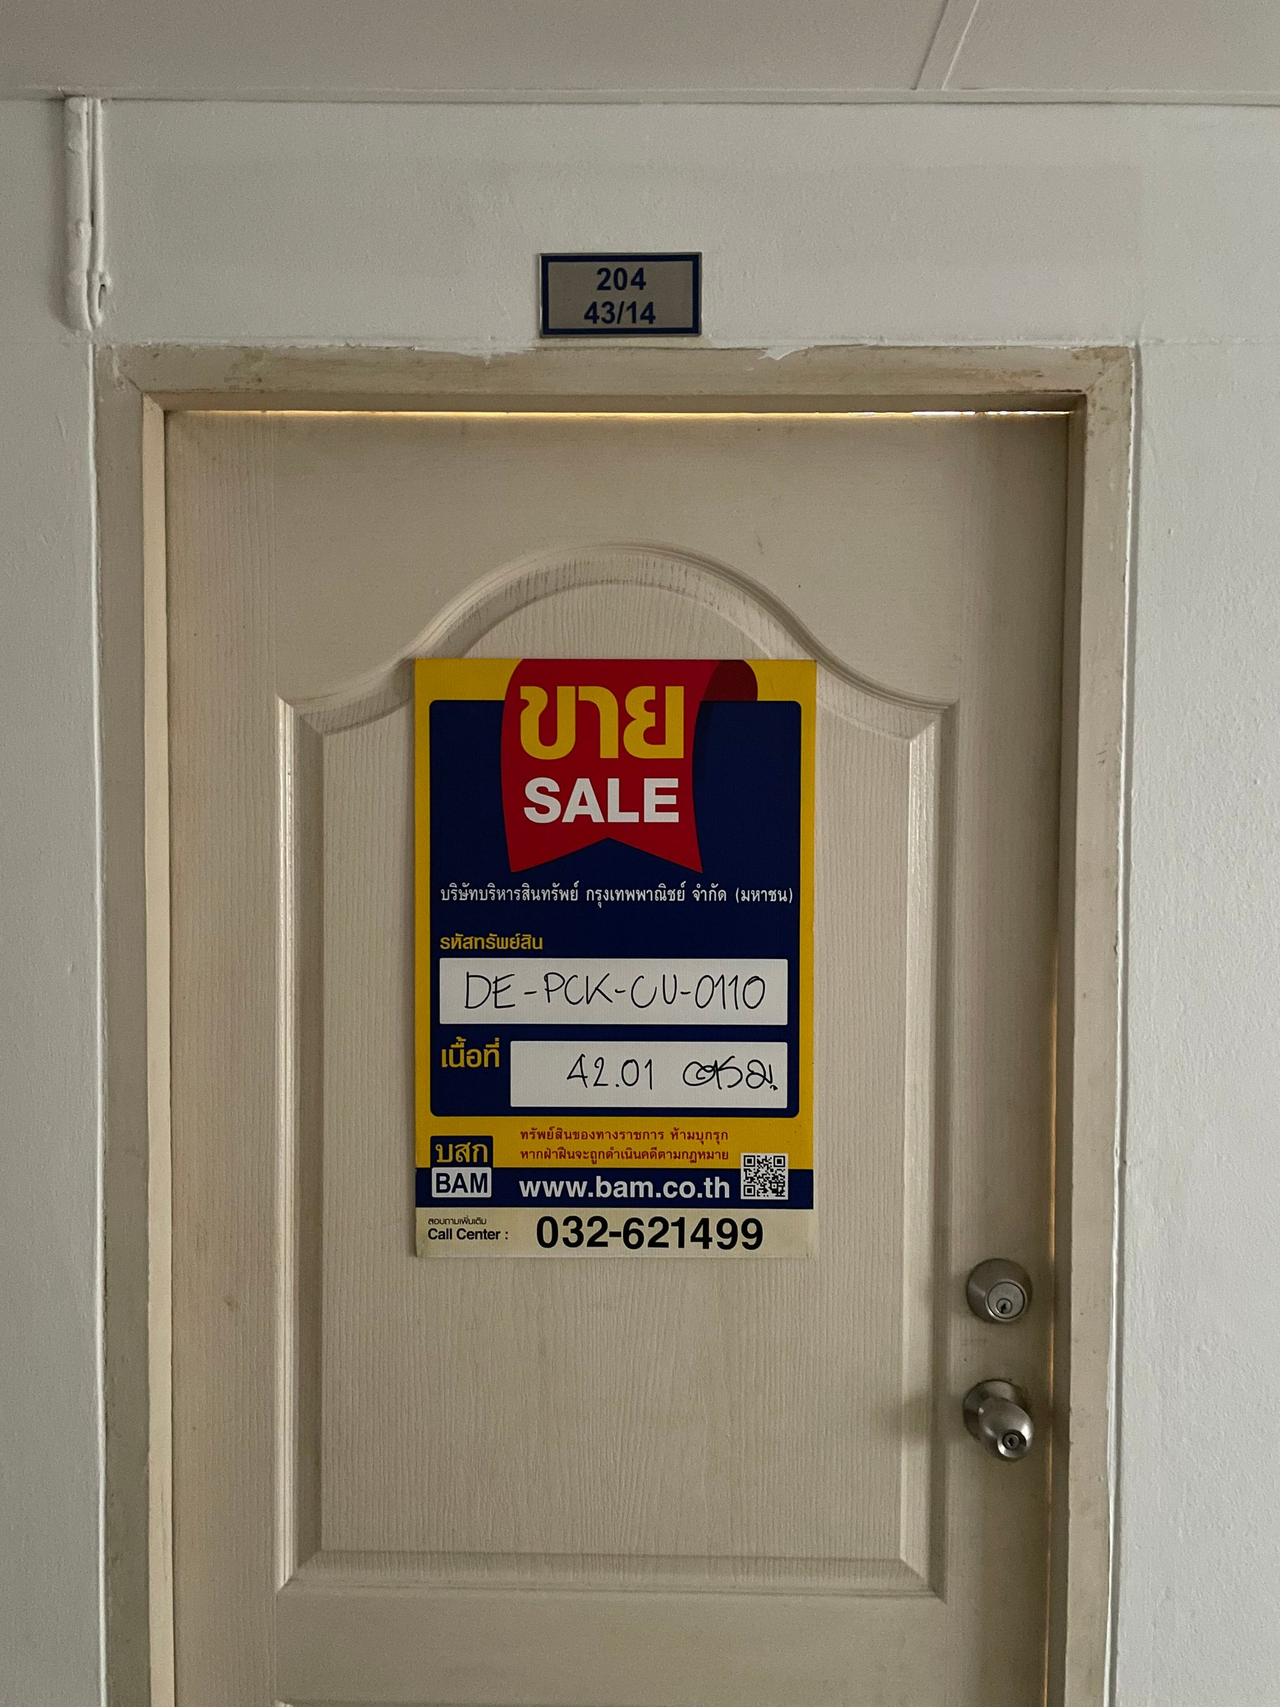 204
43/14
ขาย
SALE
บริษัทบริหารสินทรัพย์ กรุงเทพพาณิชย์ จำกัด (มหาชน)
รหัสทรัพย์สิน
DE-PCK-CU-0110
เนื้อที่
42.01 ตรม.
ทรัพย์สินของทางราชการ ห้ามบุกรุก
หากฝ่าฝืนจะถูกดำเนินคดีตามกฎหมาย
บสก
BAM
www.bam.co.th
สอบถามเพิ่มเติม
Call Center :
032-621499